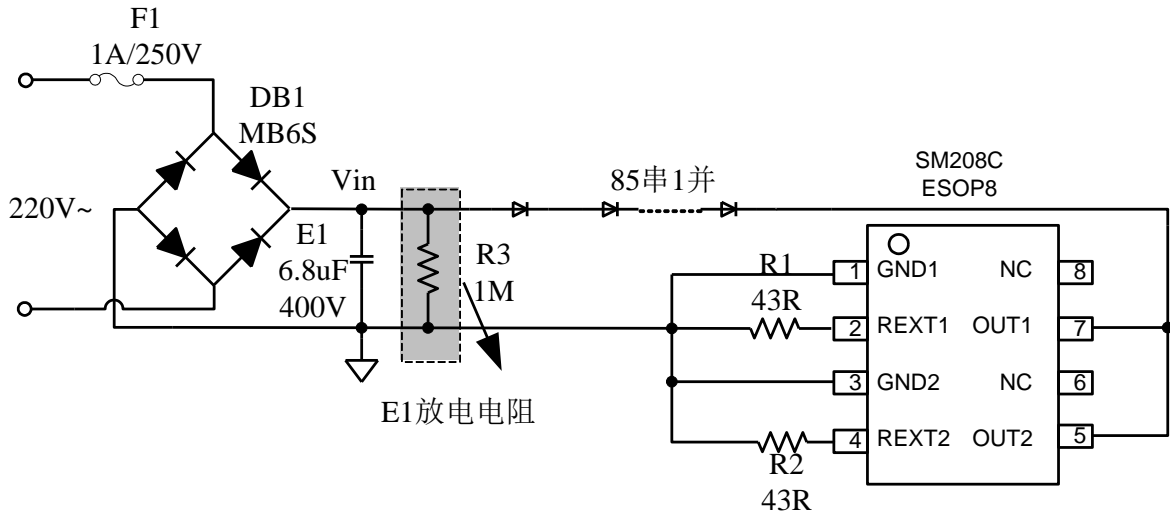 F1
1A/250V
DB1
MB6S
220V~
Vin
E1
6.8uF
400V
R3
1M
E1放电电阻
85串1并
SM208C
ESOP8
R1
43R
R2
43R
1 GND1 NC 8
2 REXT1 OUT1 7
3 GND2 NC 6
4 REXT2 OUT2 5